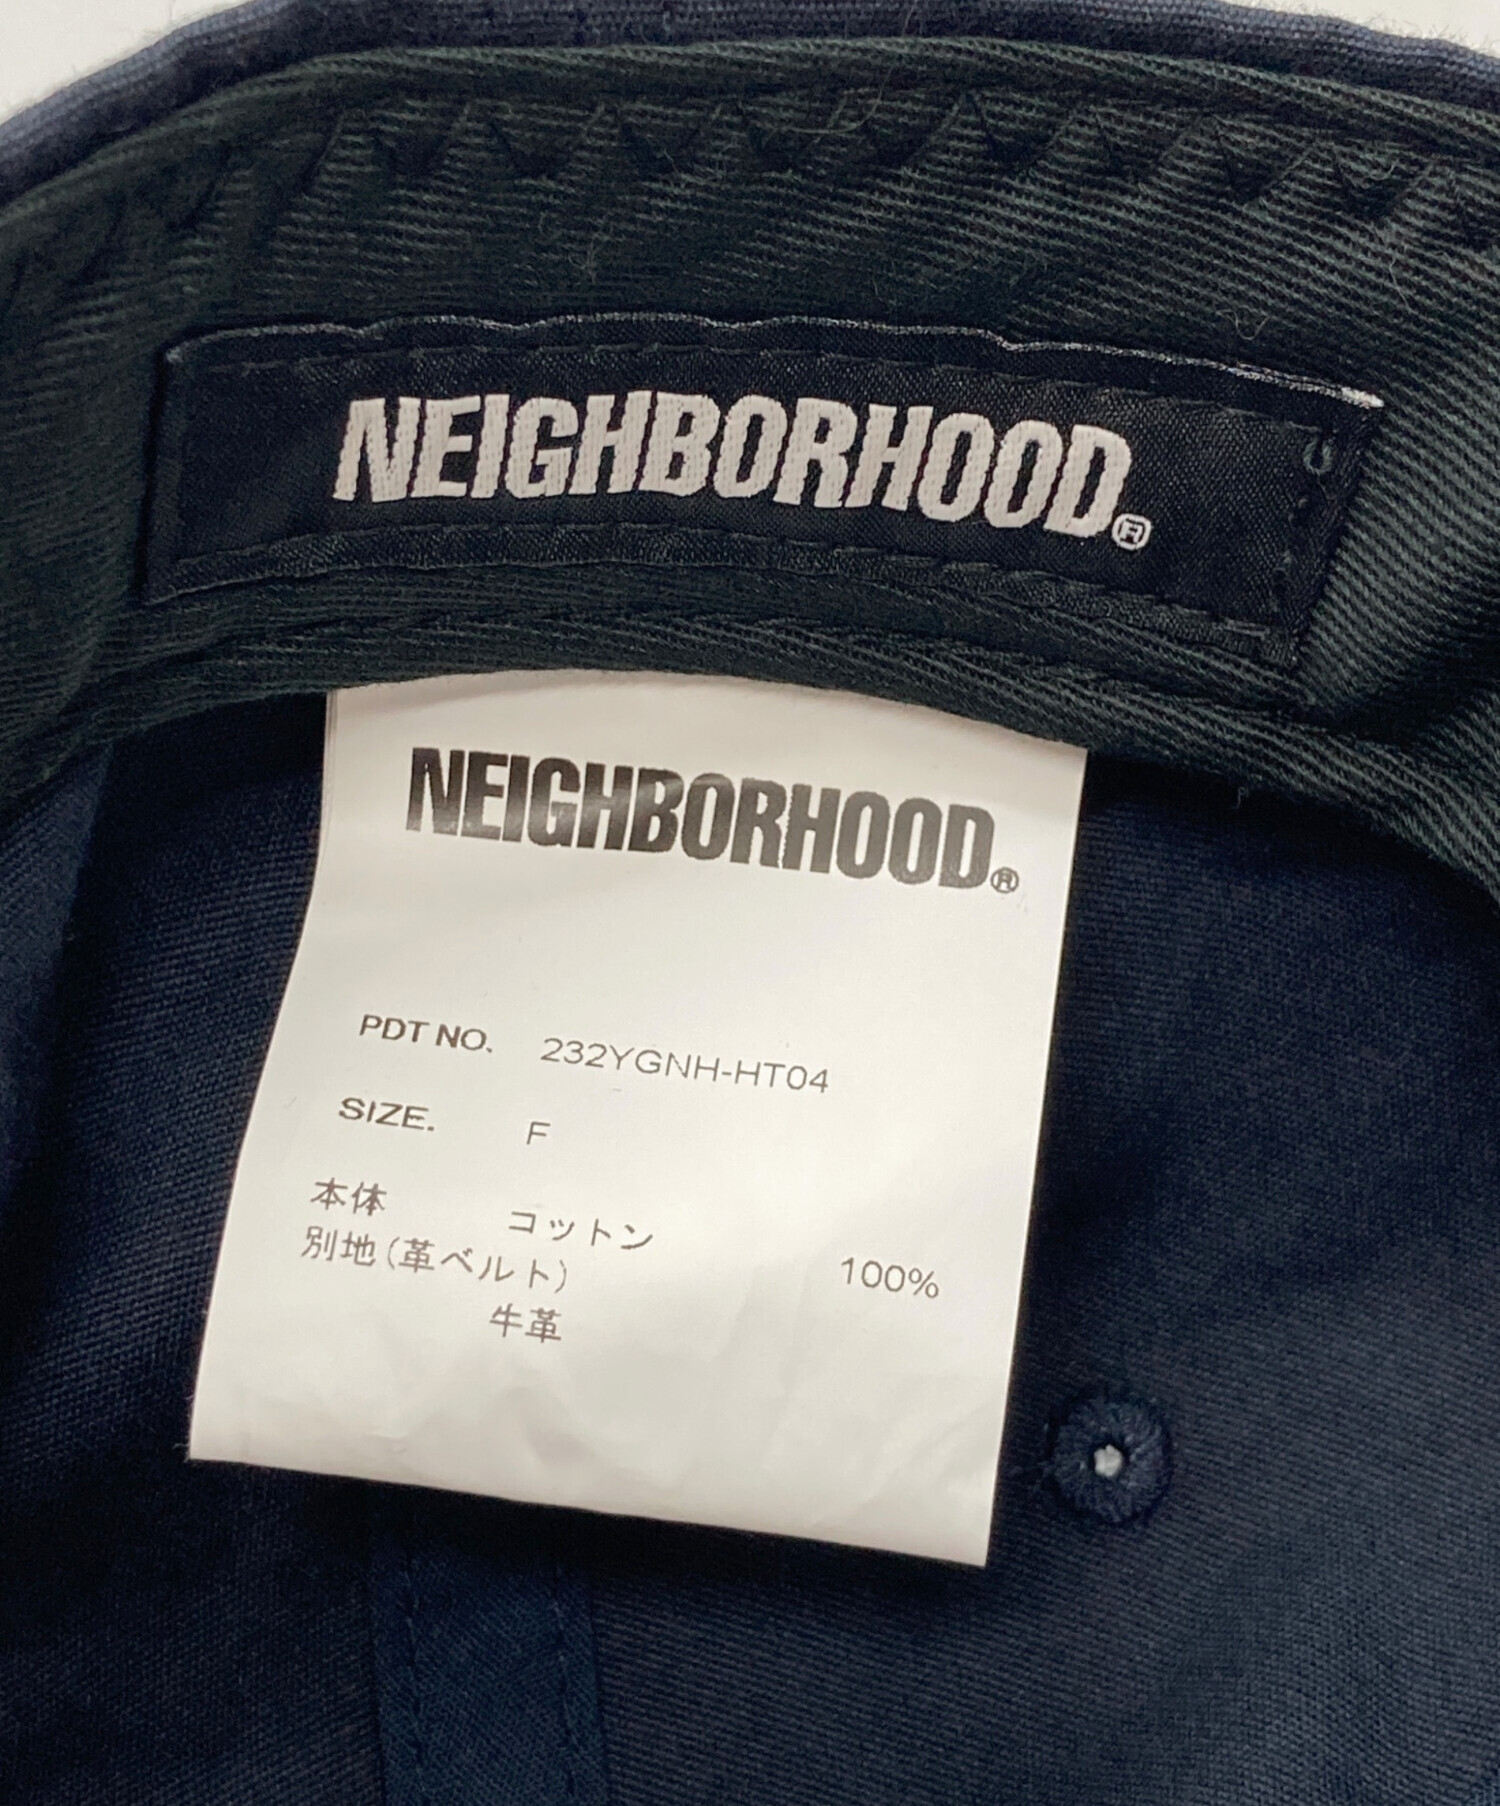 NEIGHBORHOOD®
NEIGHBORHOOD®
PDT NO. 232YGNH-HT04
SIZE. F
本体 コットン 100%
別地(革ベルト)
牛革